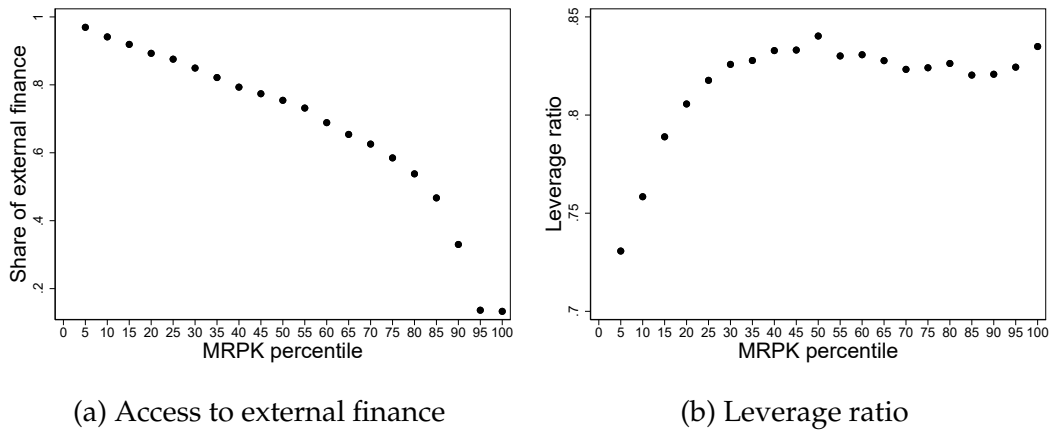 Share of external finance
1
.8
.6
.4
.2
0 5 10 15 20 25 30 35 40 45 50 55 60 65 70 75 80 85 90 95 100
MRPK percentile
(a) Access to external finance
Leverage ratio
.85
.8
.75
.7
0 5 10 15 20 25 30 35 40 45 50 55 60 65 70 75 80 85 90 95 100
MRPK percentile
(b) Leverage ratio